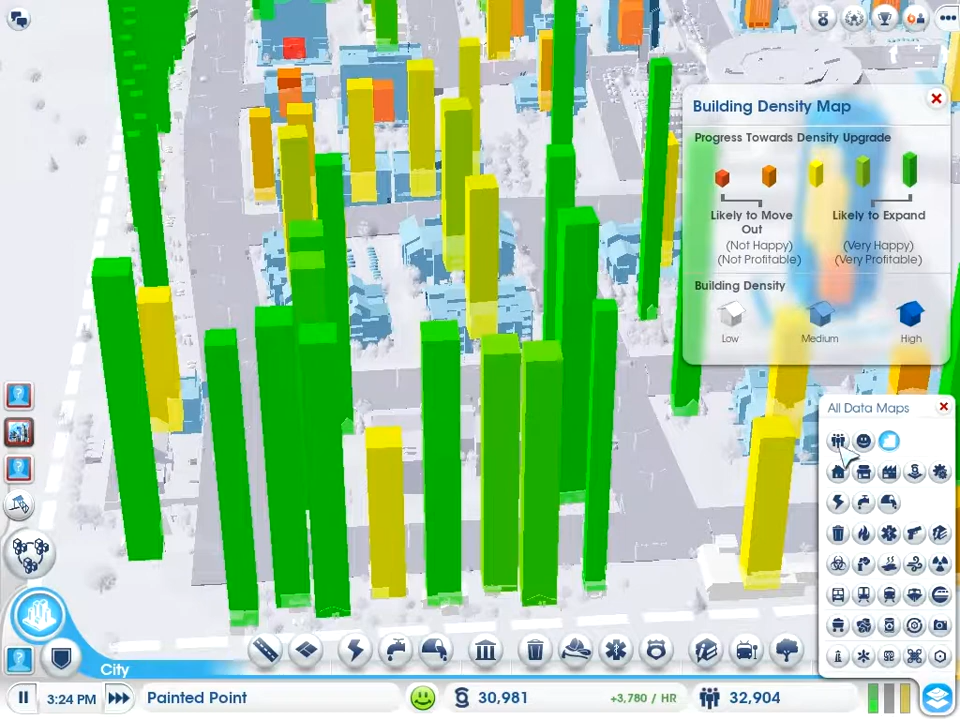 Building Density Map
Progress Towards Density Upgrade
Likely to Move
Out
(Not Happy)
(Not Profitable)
Likely to Expand
(Very Happy)
(Very Profitable)
Building Density
Low
Medium
High
All Data Maps
City
3:24 PM
Painted Point
30,981
+3,780 / HR
32,904